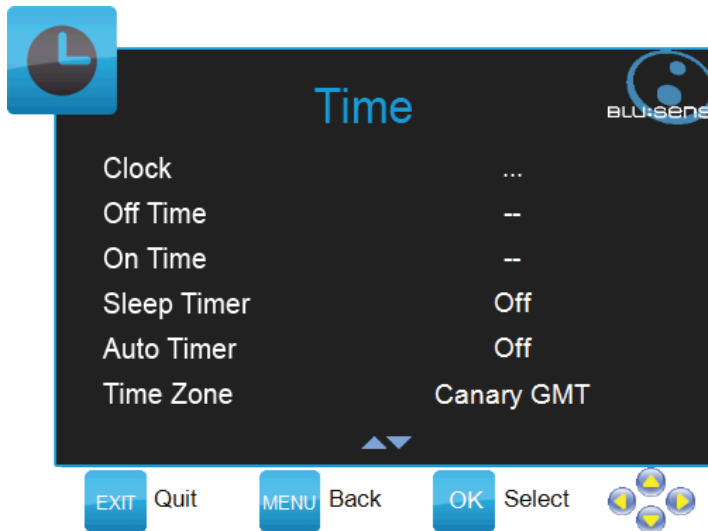 Time
BLU:sens
Clock ...
Off Time --
On Time --
Sleep Timer Off
Auto Timer Off
Time Zone Canary GMT
EXIT Quit MENU Back OK Select